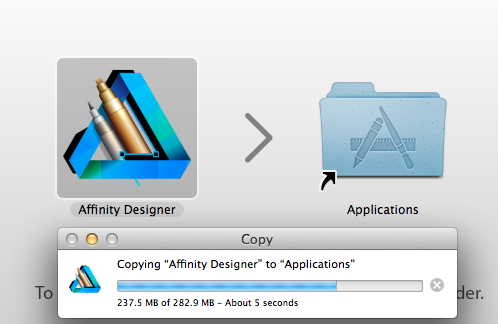 Affinity Designer
Applications
Copy
Copying “Affinity Designer” to “Applications”
237.5 MB of 282.9 MB – About 5 seconds
To